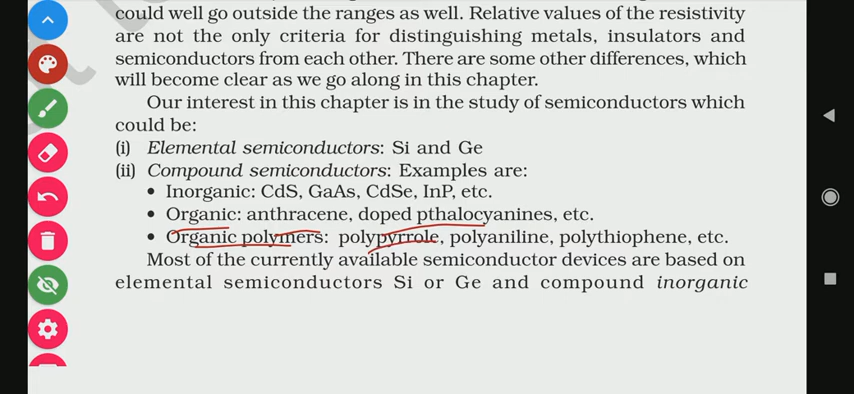 could well go outside the ranges as well. Relative values of the resistivity
are not the only criteria for distinguishing metals, insulators and
semiconductors from each other. There are some other differences, which
will become clear as we go along in this chapter.
Our interest in this chapter is in the study of semiconductors which
could be:
(i) Elemental semiconductors: Si and Ge
(ii) Compound semiconductors: Examples are:
• Inorganic: CdS, GaAs, CdSe, InP, etc.
• Organic: anthracene, doped pthalocyanines, etc.
• Organic polymers: polypyrrole, polyaniline, polythiophene, etc.
Most of the currently available semiconductor devices are based on
elemental semiconductors Si or Ge and compound inorganic